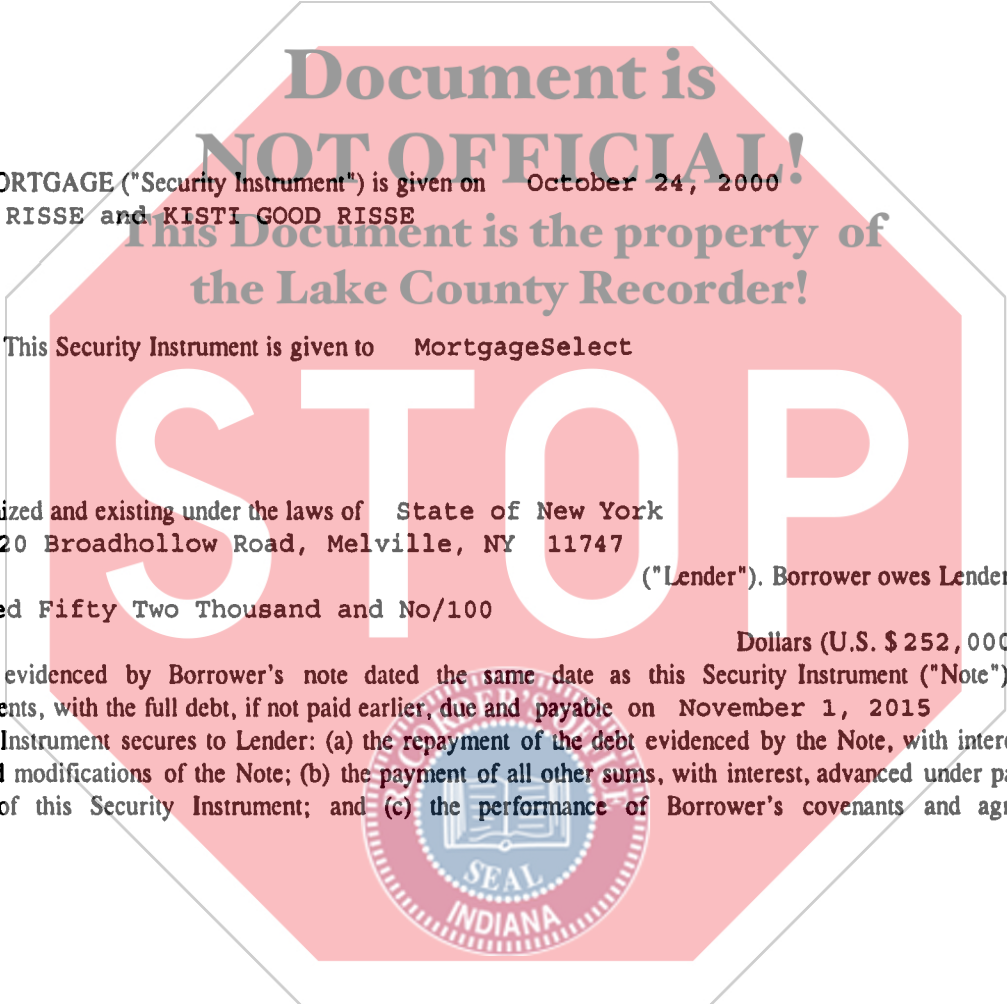 Document is
NOT OFFICIAL!
ORTGAGE ("Security Instrument") is given on October 24, 2000
RISSE and KISTI GOOD RISSE
This Document is the property of
the Lake County Recorder!
This Security Instrument is given to MortgageSelect
STOP
ized and existing under the laws of State of New York
20 Broadhollow Road, Melville, NY 11747
("Lender"). Borrower owes Lender
ed Fifty Two Thousand and No/100
Dollars (U.S. $252,000
evidenced by Borrower's note dated the same date as this Security Instrument ("Note")
ents, with the full debt, if not paid earlier, due and payable on November 1, 2015
Instrument secures to Lender: (a) the repayment of the debt evidenced by the Note, with intere
d modifications of the Note; (b) the payment of all other sums, with interest, advanced under pa
of this Security Instrument; and (c) the performance of Borrower's covenants and agr
RECORDER'S OFFICE
SEAL
INDIANA